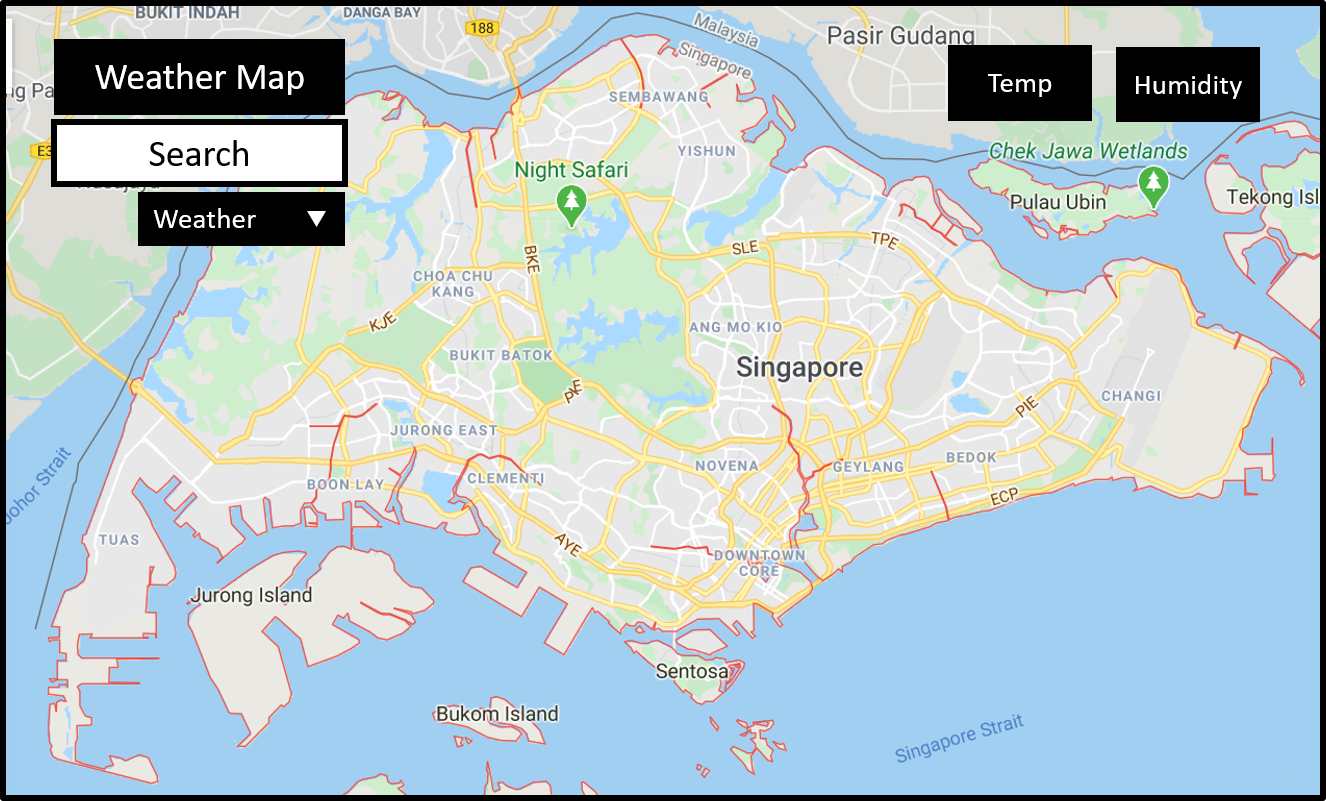 BUKIT INDAH
DANGA BAY
188
Malaysia
Singapore
Pasir Gudang
Weather Map
Temp
Humidity
SEMBAWANG
E3
Search
YISHUN
Chek Jawa Wetlands
Night Safari
Pulau Ubin
Tekong Isl
Weather ▼
SLE
TPE
BKE
CHOA CHU
KANG
KJE
ANG MO KIO
BUKIT BATOK
Singapore
PIE
CHANGI
PIE
JURONG EAST
NOVENA
GEYLANG
BEDOK
CLEMENTI
BOON LAY
Johor Strait
ECP
TUAS
AYE
DOWNTOWN
CORE
Jurong Island
Sentosa
Bukom Island
Singapore Strait